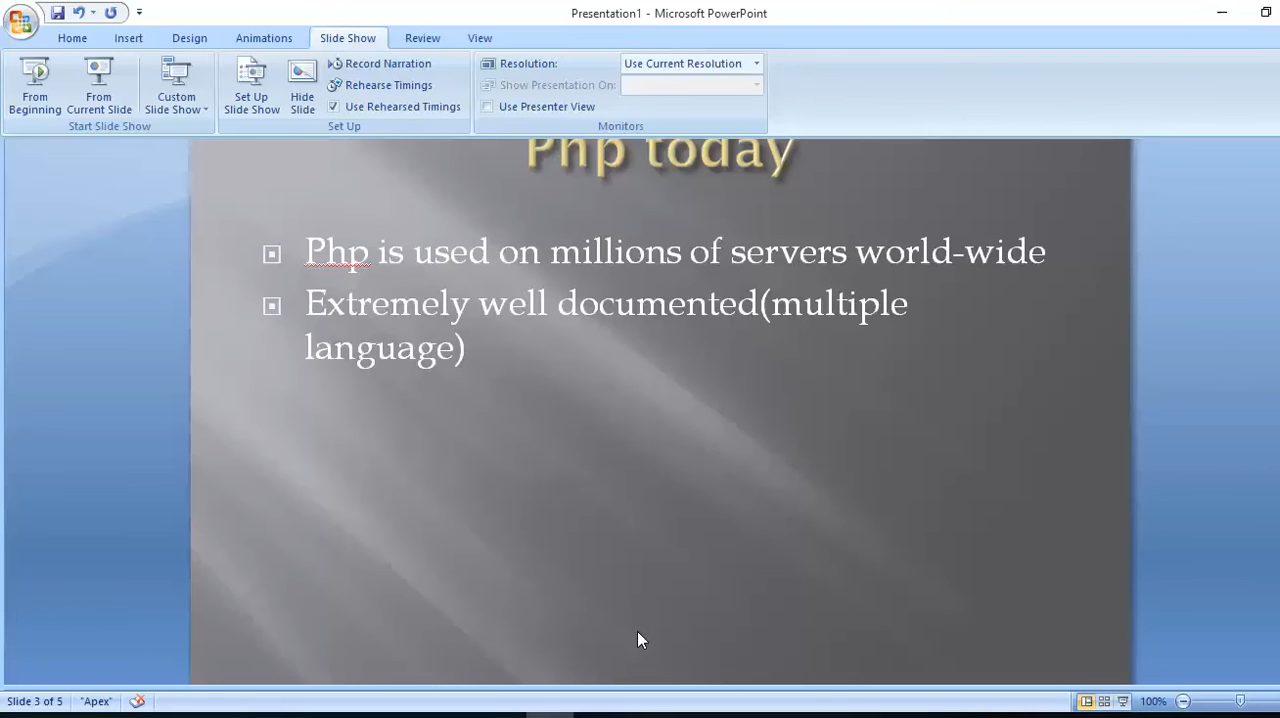 Presentation1 - Microsoft PowerPoint
Home Insert Design Animations Slide Show Review View
From Beginning
From Current Slide
Custom Slide Show
Start Slide Show
Set Up Slide Show
Hide Slide
Record Narration
Rehearse Timings
Use Rehearsed Timings
Set Up
Resolution: Use Current Resolution
Show Presentation On:
Use Presenter View
Monitors
Php today
Php is used on millions of servers world-wide
Extremely well documented(multiple
language)
Slide 3 of 5 "Apex" 100%